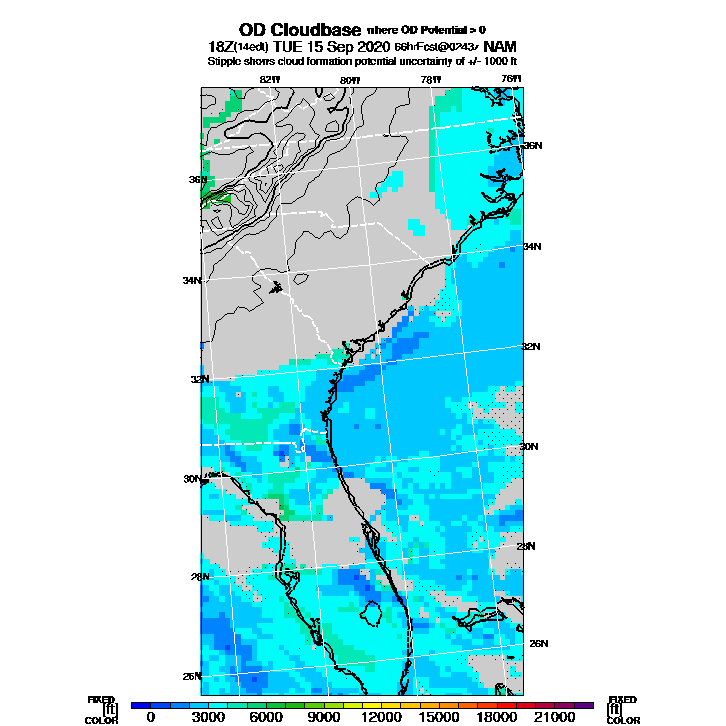 OD Cloudbase where OD Potential > 0
18Z(14edt) TUE 15 Sep 2020 66hrFcst@0243z NAM
Stipple shows cloud formation potential uncertainty of +/- 1000 ft
82W 80W 78W 76W
36N
36N
34N
34N
32N
32N
30N
30N
28N
28N
26N
26N
FIXED FIXED
[ft] [ft]
COLOR 0 3000 6000 9000 12000 15000 18000 21000 COLOR